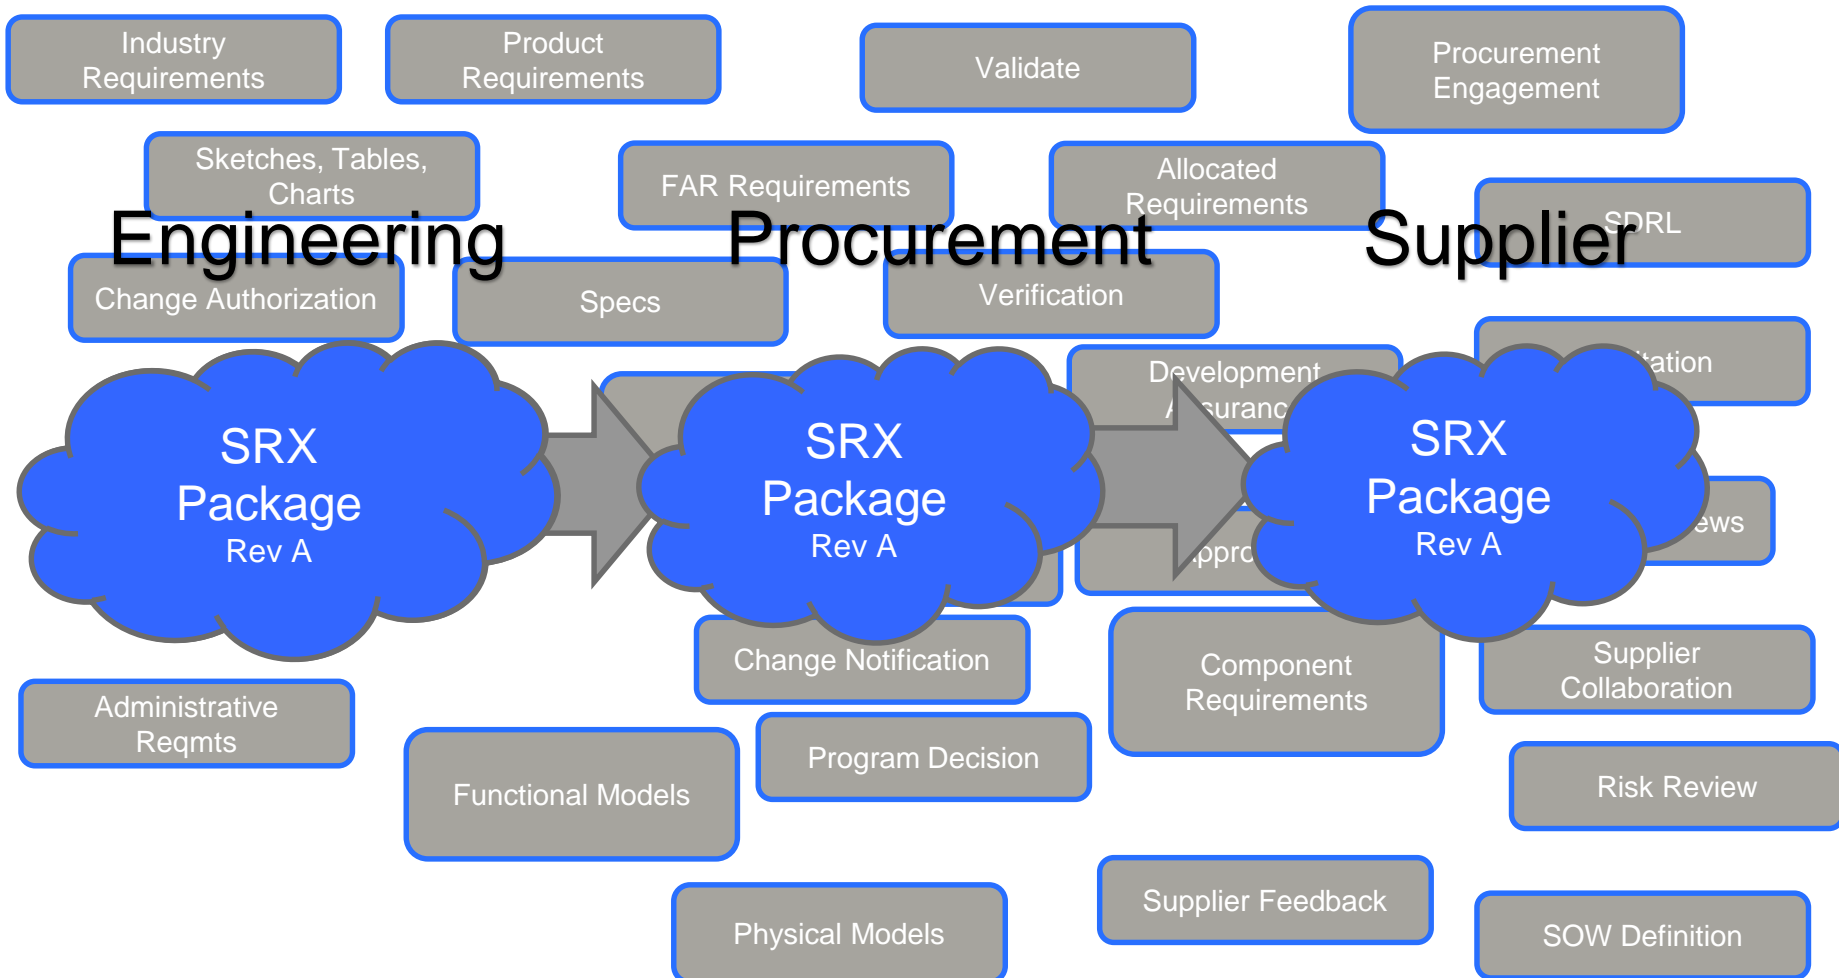 Industry
Requirements
Product
Requirements
Validate
Procurement
Engagement
Sketches, Tables,
Charts
FAR Requirements
Allocated
Requirements
SDRL
Engineering
Procurement
Supplier
Change Authorization
Specs
Verification
Development
SRX
Package
Rev A
SRX
Package
Rev A
SRX
Package
Rev A
Change Notification
Component
Requirements
Supplier
Collaboration
Administrative
Reqmts
Functional Models
Program Decision
Risk Review
Physical Models
Supplier Feedback
SOW Definition